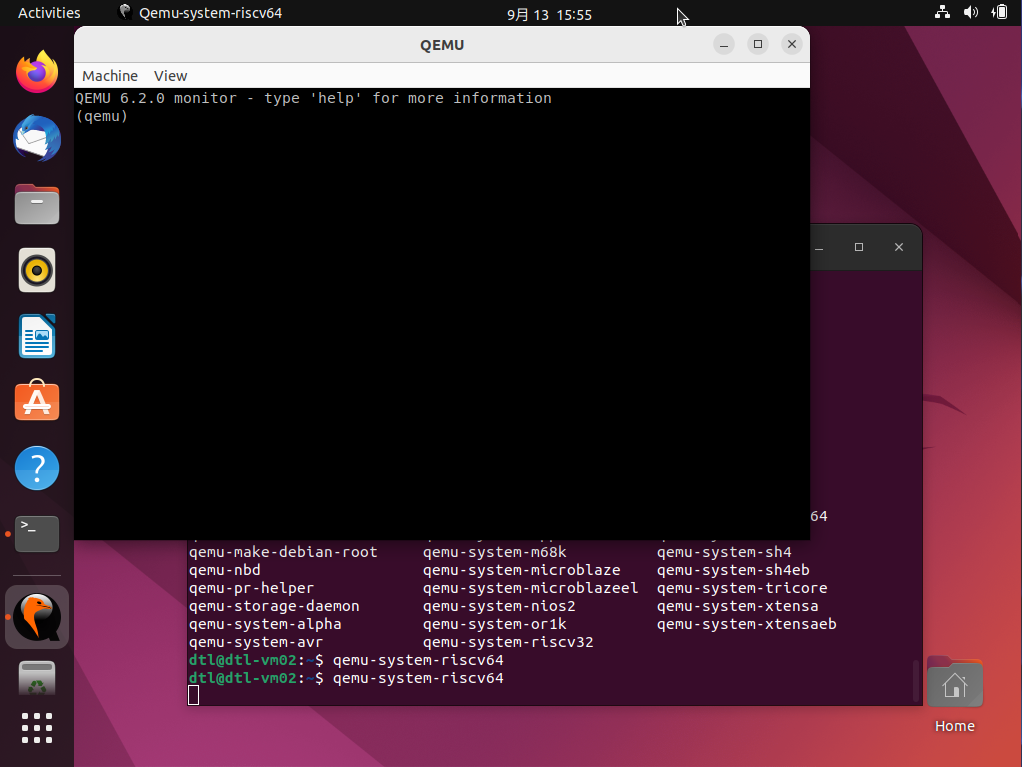 Activities
Qemu-system-riscv64
9月 13 15:55
QEMU
Machine View
QEMU 6.2.0 monitor - type 'help' for more information
(qemu)
64
qemu-make-debian-root qemu-system-m68k qemu-system-sh4
qemu-nbd qemu-system-microblaze qemu-system-sh4eb
qemu-pr-helper qemu-system-microblazeel qemu-system-tricore
qemu-storage-daemon qemu-system-nios2 qemu-system-xtensa
qemu-system-alpha qemu-system-or1k qemu-system-xtensaeb
qemu-system-avr qemu-system-riscv32
dtl@dtl-vm02:~$ qemu-system-riscv64
dtl@dtl-vm02:~$ qemu-system-riscv64
Home